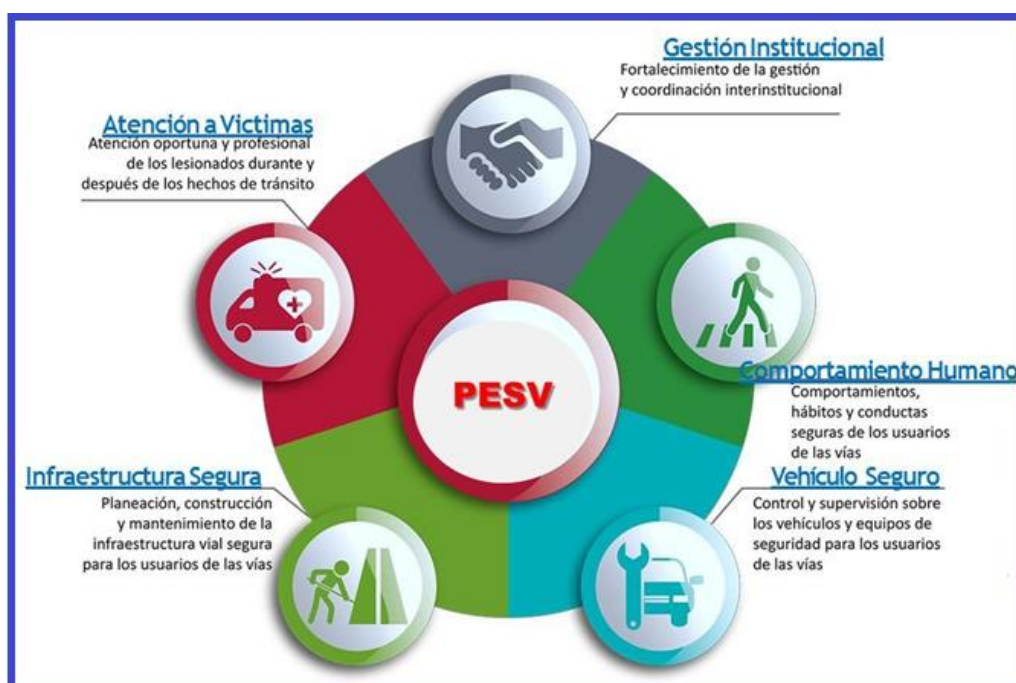 Gestión Institucional
Fortalecimiento de la gestión
y coordinación interinstitucional
Atención a Victimas
Atención oportuna y profesional
de los lesionados durante y
después de los hechos de tránsito
PESV
Comportamiento Humano
Comportamientos,
hábitos y conductas
seguras de los usuarios
de las vías
Infraestructura Segura
Planeación, construcción
y mantenimiento de la
infraestructura vial segura
para los usuarios de las vías
Vehículo Seguro
Control y supervisión sobre
los vehículos y equipos de
seguridad para los usuarios
de las vías